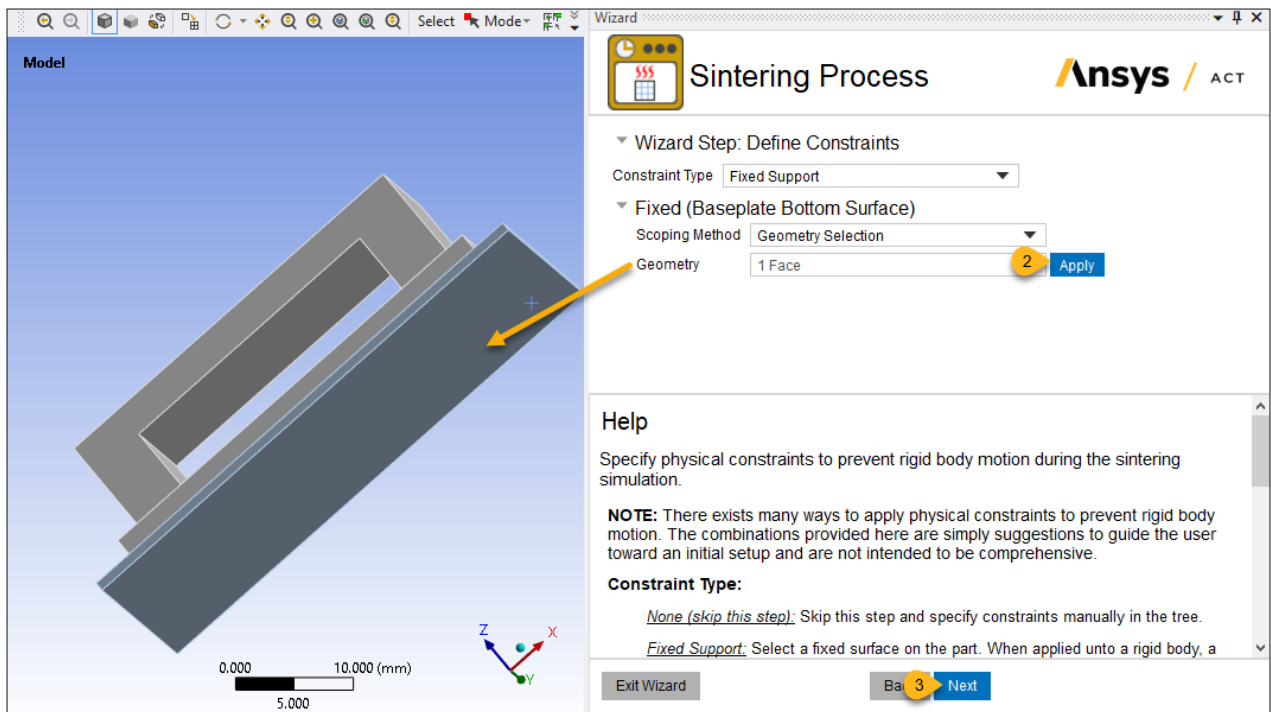 Select Mode
Wizard
Model
Sintering Process
Ansys / ACT
Wizard Step: Define Constraints
Constraint Type Fixed Support
Fixed (Baseplate Bottom Surface)
Scoping Method Geometry Selection
Geometry 1 Face 2 Apply
Help
Specify physical constraints to prevent rigid body motion during the sintering
simulation.
NOTE: There exists many ways to apply physical constraints to prevent rigid body
motion. The combinations provided here are simply suggestions to guide the user
toward an initial setup and are not intended to be comprehensive.
Constraint Type:
None (skip this step): Skip this step and specify constraints manually in the tree.
Fixed Support: Select a fixed surface on the part. When applied unto a rigid body, a
Z
X
Y
0.000 10.000 (mm)
5.000
Exit Wizard Ba 3 Next